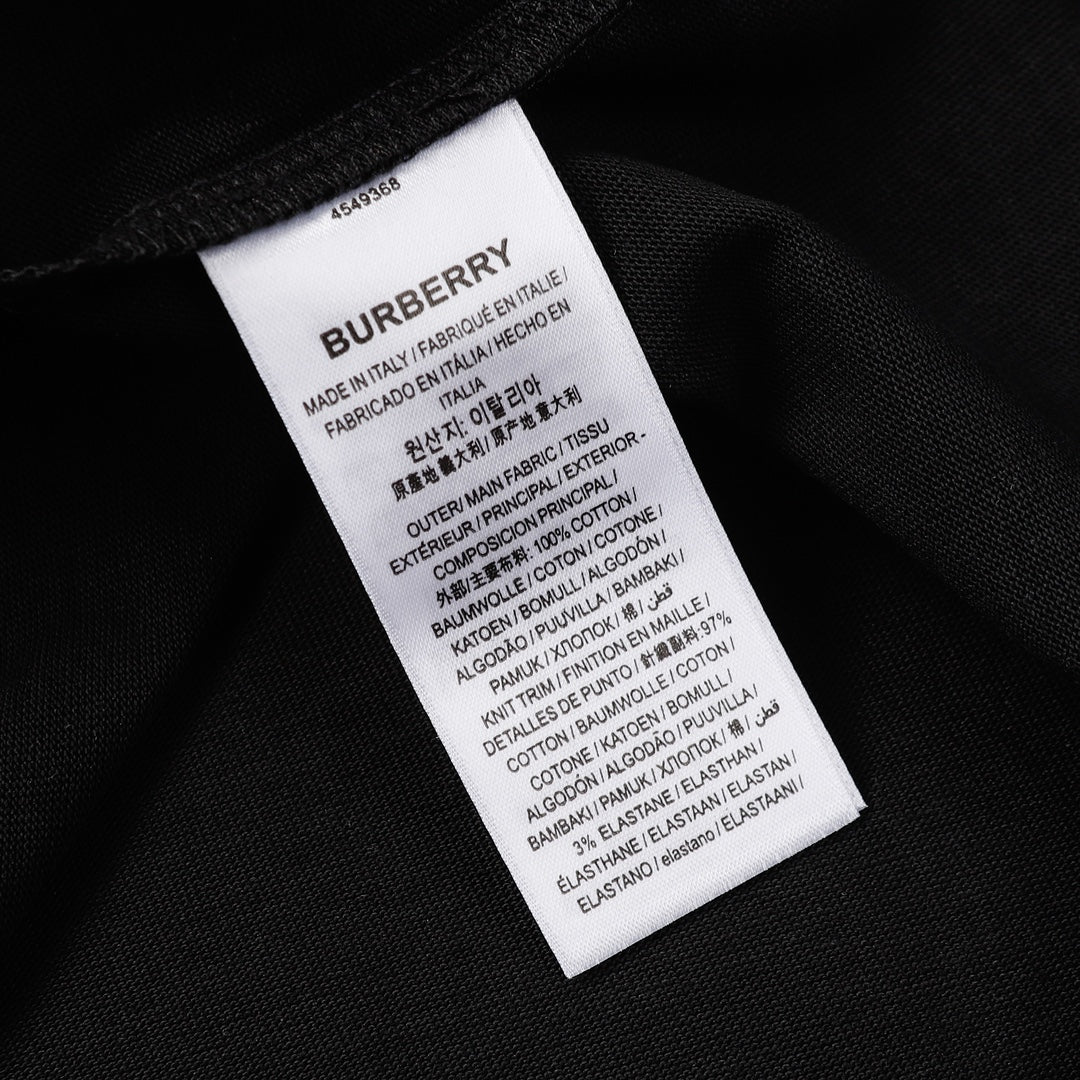 4549368
BURBERRY
MADE IN ITALY / FABRIQUÉ EN ITALIE /
FABRICADO EN ITÁLIA / HECHO EN
ITALIA
원산지: 이탈리아
原產地 義大利 / 原产地 意大利
OUTER/ MAIN FABRIC / TISSU
EXTÉRIEUR / PRINCIPAL / EXTERIOR -
COMPOSICION PRINCIPAL /
外部/主要布料: 100% COTTON /
BAUMWOLLE / COTON / COTONE /
KATOEN / BOMULL / ALGODÓN /
ALGODÃO / PUUVILLA / BAMBAKI /
PAMUK / ХЛОПОК / 棉 / قطن
KNIT TRIM / FINITION EN MAILLE /
DETALLES DE PUNTO / 針織副料:97%
COTTON / BAUMWOLLE / COTON /
COTONE / KATOEN / BOMULL /
ALGODÓN / ALGODÃO / PUUVILLA /
BAMBAKI / PAMUK / ХЛОПОК / 棉 / قطن
3% ELASTANE / ELASTHAN /
ÉLASTHANE / ELASTAAN / ELASTAN /
ELASTANO / elastano / ELASTAANI /